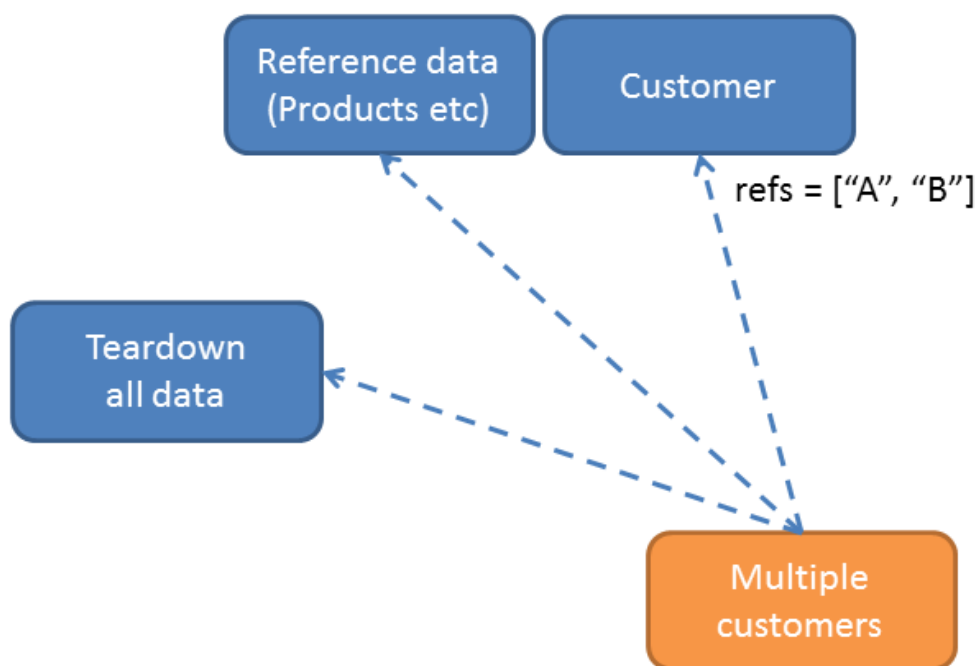 Reference data
(Products etc)
Customer
refs = [“A”, “B”]
Teardown
all data
Multiple
customers